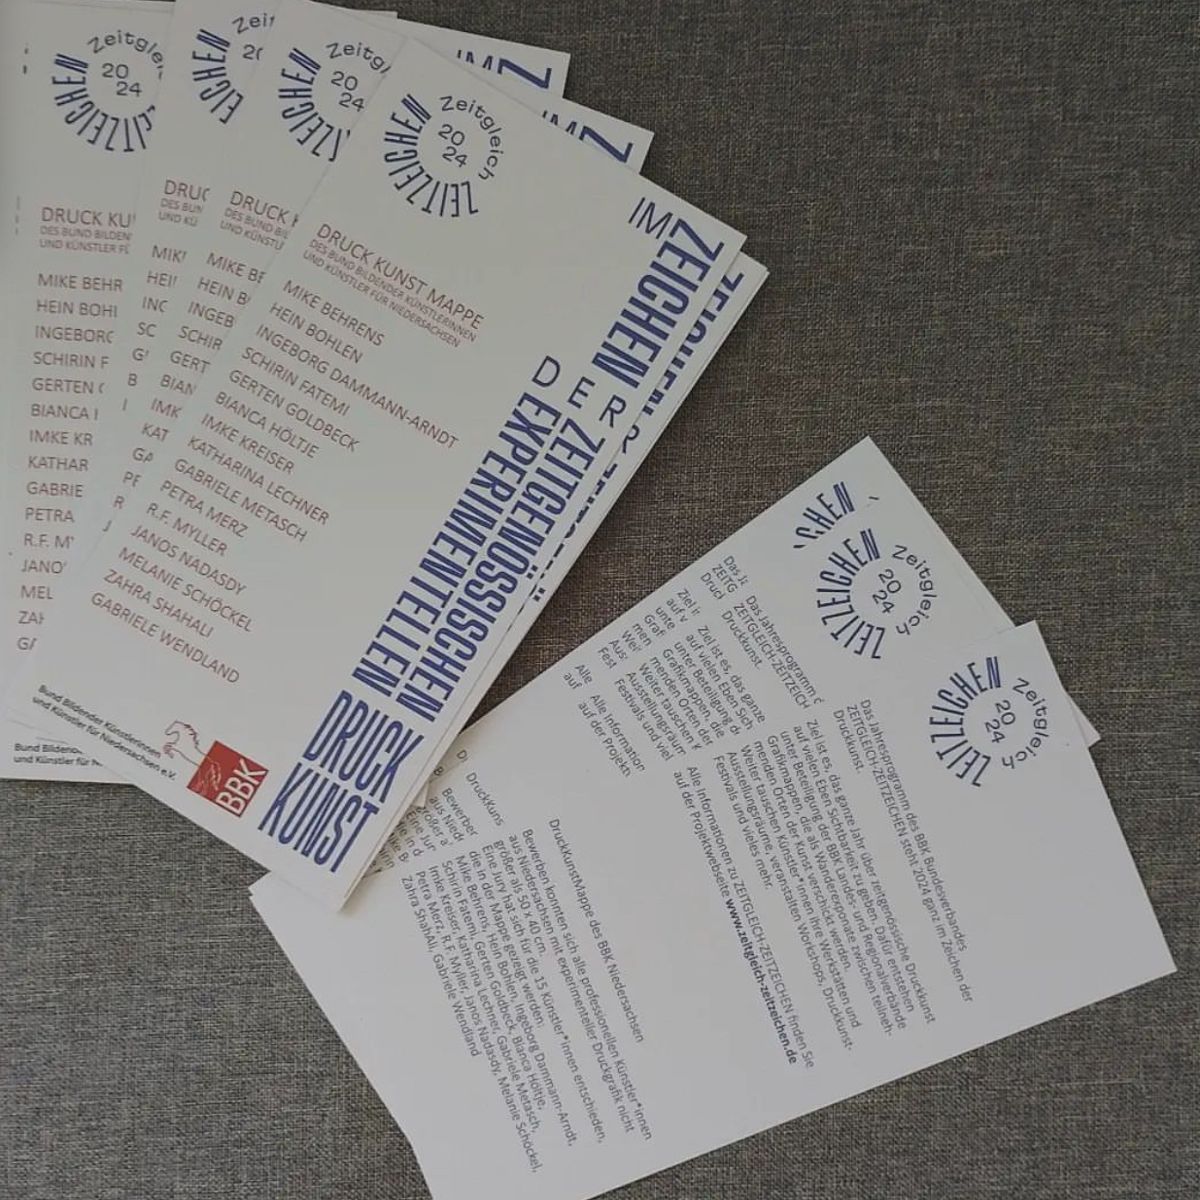 Zeitgleich
ZEITZEICHEN
20
24
DRUCK KUNST MAPPE
DES BUND BILDENDER KÜNSTLERINNEN
UND KÜNSTLER FÜR NIEDERSACHSEN
MIKE BEHRENS
HEIN BOHLEN
INGEBORG DAMMANN-ARNDT
SCHIRIN FATEMI
GERTEN GOLDBECK
BIANCA HÖLTJE
IMKE KREISER
KATHARINA LECHNER
GABRIELE METASCH
PETRA MERZ
R.F. MYLLER
JANOS NADASDY
MELANIE SCHÖCKEL
ZAHRA SHAHALI
GABRIELE WENDLAND
Bund Bildender Künstlerinnen
und Künstler für Niedersachsen e.V.
BBK
IM ZEICHEN DER
ZEITGENÖSSISCHEN
EXPERIMENTELLEN
DRUCK
KUNST
Zeitgleich
ZEITZEICHEN
20
24
Das Jahresprogramm des BBK Bundesverbandes
ZEITGLEICH-ZEITZEICHEN steht 2024 ganz im Zeichen der
Druckkunst.
Ziel ist es, das ganze Jahr über zeitgenössische Druckkunst
auf vielen Eben Sichtbarkeit zu geben. Dafür entstehen
unter Beteiligung der BBK Landes- und Regionalverbände
Grafikmappen, die als Wanderexponate zwischen teilneh-
menden Orten der Kunst verschickt werden.
Weiter tauschen Künstler*innen ihre Werkstätten und
Ausstellungsräume, veranstalten Workshops, Druckkunst-
Festivals und vieles mehr.
Alle Informationen zu ZEITGLEICH-ZEITZEICHEN finden Sie
auf der Projektwebseite www.zeitgleich-zeitzeichen.de
DruckKunstMappe des BBK Niedersachsen
Bewerben konnten sich alle professionellen Künstler*innen
aus Niedersachsen mit experimenteller Druckgrafik nicht
größer als 50 x 40 cm.
Eine Jury hat sich für die 15 Künstler*innen entschieden,
die in der Mappe gezeigt werden:
Mike Behrens, Hein Bohlen, Ingeborg Dammann-Arndt,
Schirin Fatemi, Gerten Goldbeck, Bianca Höltje,
Imke Kreiser, Katharina Lechner, Gabriele Metasch,
Petra Merz, R.F. Myller, Janos Nadasdy, Melanie Schöckel,
Zahra ShahAli, Gabriele Wendland